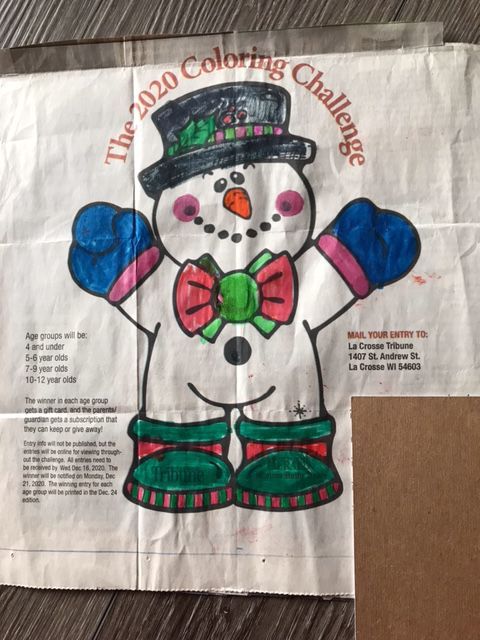 The 2020 Coloring Challenge
Age groups will be:
4 and under
5-6 year olds
7-9 year olds
10-12 year olds
The winner in each age group
gets a gift card, and the parents/
guardian gets a subscription that
they can keep or give away!
Entry info will not be published, but the
entries will be online for viewing through-
out the challenge. All entries need to
be received by Wed Dec 16, 2020. The
winner will be notified on Monday, Dec
21, 2020. The winning entry for each
age group will be printed in the Dec. 24
edition.
MAIL YOUR ENTRY TO:
La Crosse Tribune
1407 St. Andrew St.
La Crosse WI 54603
Tribune